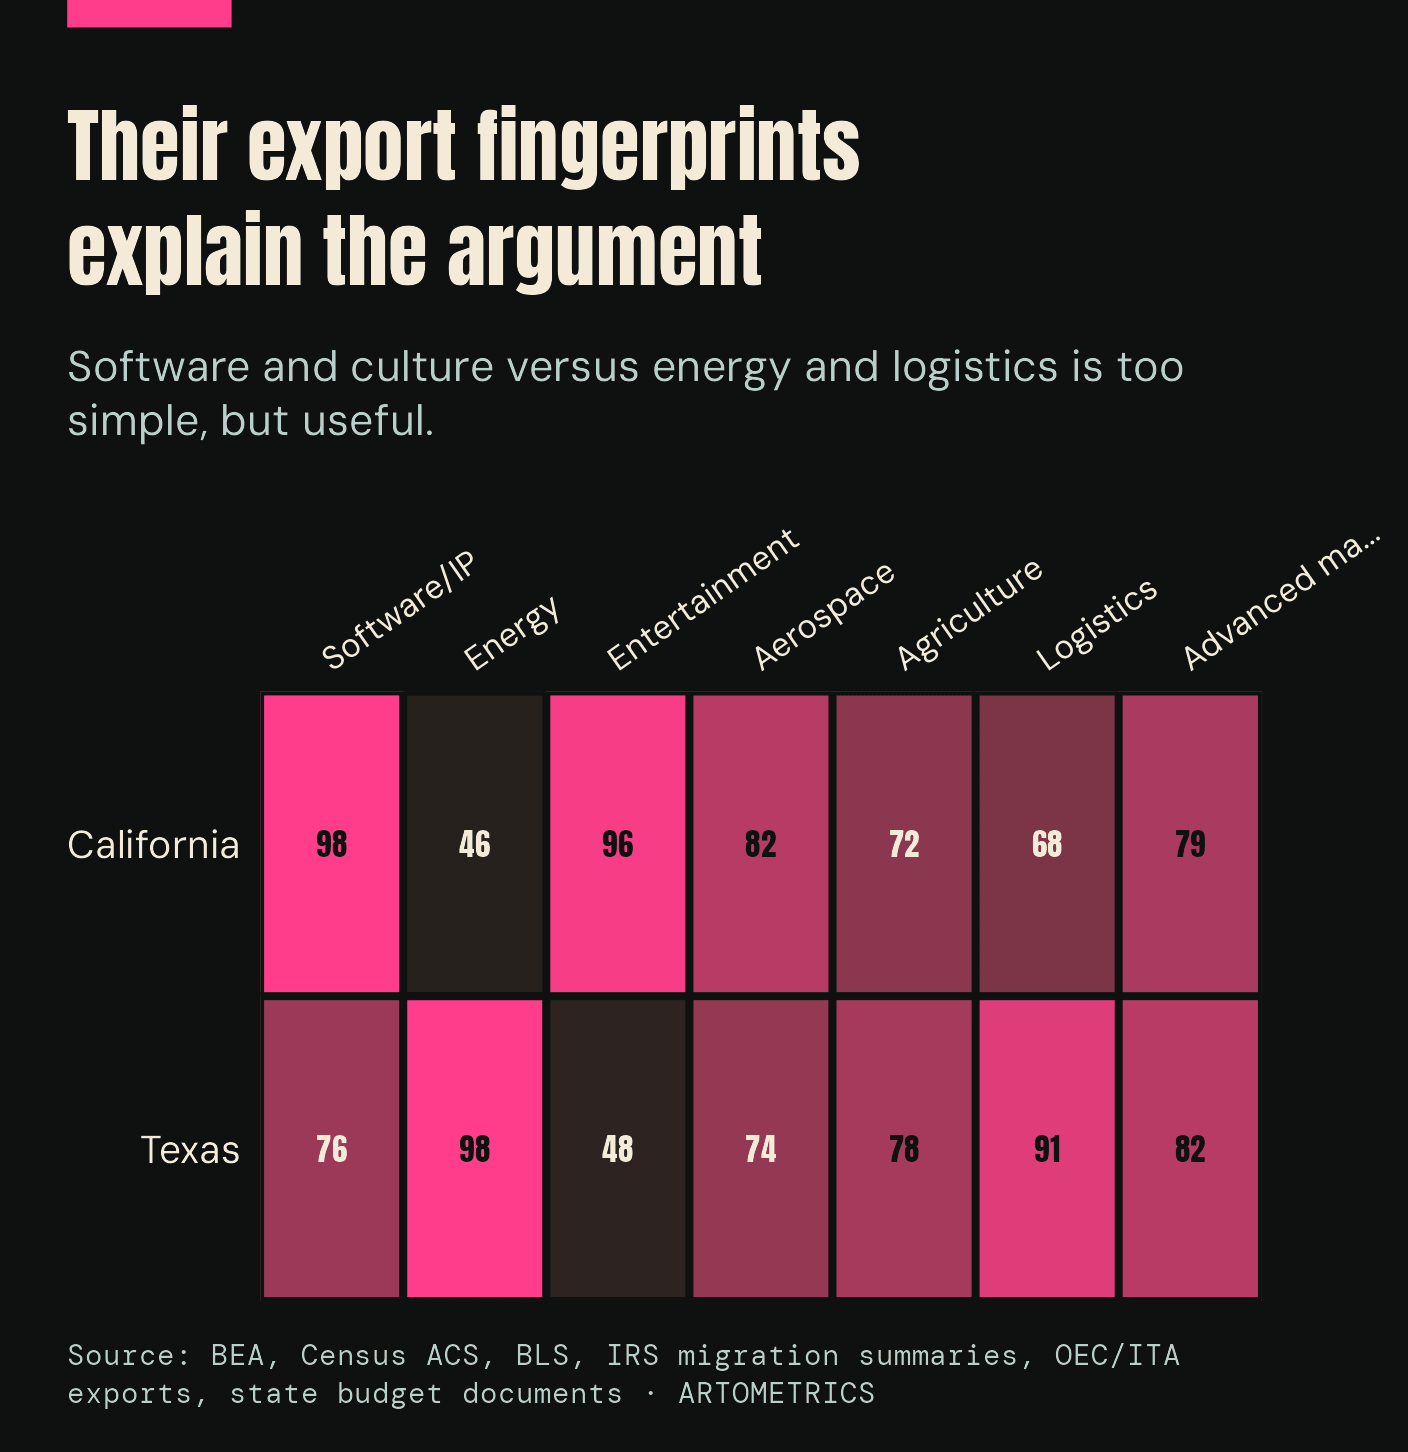 Their export fingerprints
explain the argument
Software and culture versus energy and logistics is too
simple, but useful.
Software/IP
Energy
Entertainment
Aerospace
Agriculture
Logistics
Advanced ma...
California
98
46
96
82
72
68
79
Texas
76
98
48
74
78
91
82
Source: BEA, Census ACS, BLS, IRS migration summaries, OEC/ITA
exports, state budget documents · ARTOMETRICS